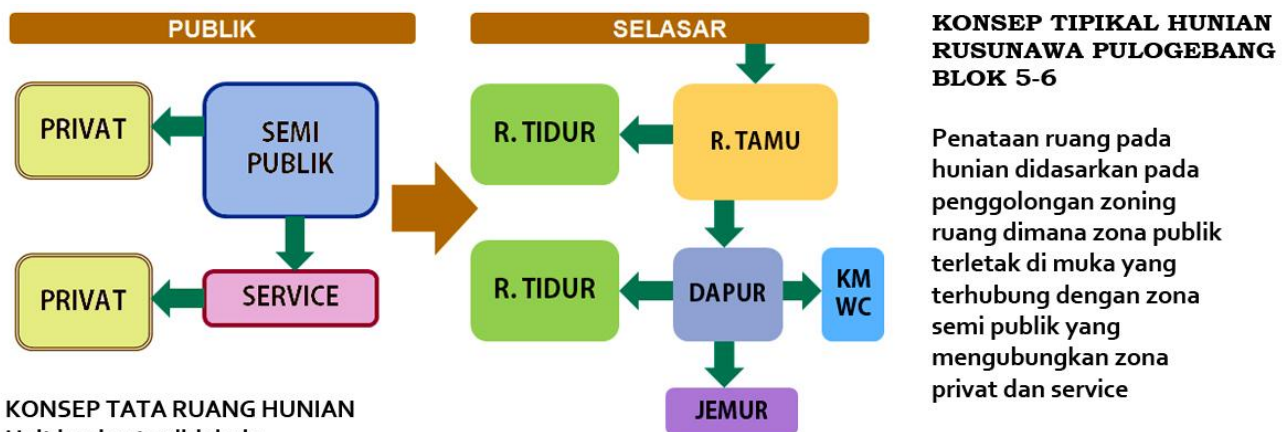 PUBLIK
PRIVAT
SEMI
PUBLIK
PRIVAT
SERVICE
SELASAR
R. TIDUR
R. TAMU
R. TIDUR
DAPUR
KM
WC
JEMUR
KONSEP TIPIKAL HUNIAN
RUSUNAWA PULOGEBANG
BLOK 5-6
Penataan ruang pada
hunian didasarkan pada
penggolongan zoning
ruang dimana zona publik
terletak di muka yang
terhubung dengan zona
semi publik yang
mengubungkan zona
privat dan service
KONSEP TATA RUANG HUNIAN